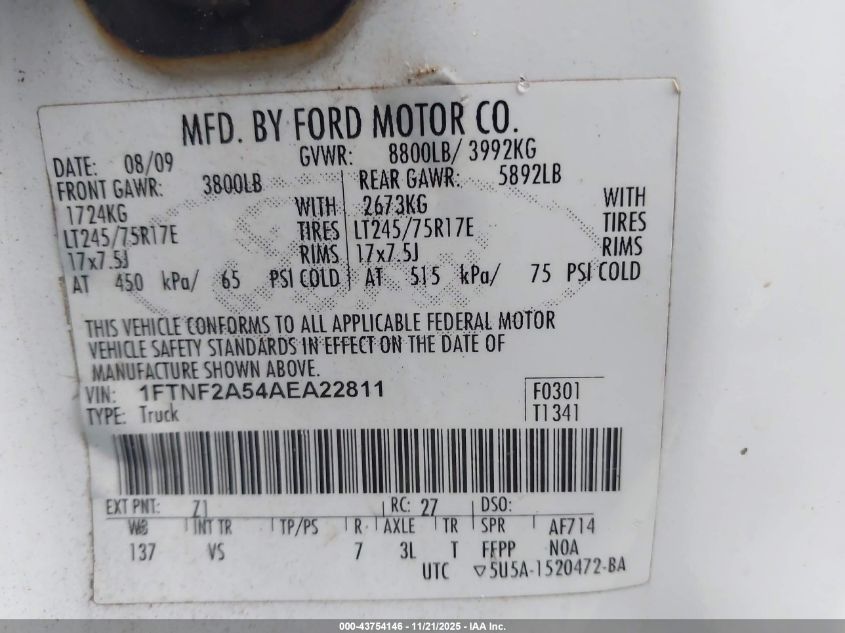 MFD. BY FORD MOTOR CO.
DATE: 08/09 GVWR: 8800LB/ 3992KG
FRONT GAWR: 3800LB REAR GAWR: 5892LB
1724KG WITH 2673KG WITH
LT245/75R17E TIRES LT245/75R17E TIRES
17x7.5J RIMS 17x7.5J RIMS
AT 450 kPa/ 65 PSI COLD AT 515 kPa/ 75 PSI COLD
THIS VEHICLE CONFORMS TO ALL APPLICABLE FEDERAL MOTOR
VEHICLE SAFETY STANDARDS IN EFFECT ON THE DATE OF
MANUFACTURE SHOWN ABOVE.
VIN: 1FTNF2A54AEA22811 F0301
TYPE: Truck T1341
EXT PNT: Z1 RC: 27 DSO:
WB INT TR TP/PS R AXLE TR SPR AF714
137 VS 7 3L T FFPP NOA
UTC ▽5U5A-1520472-BA
000-43754146 - 11/21/2025 - IAA Inc.